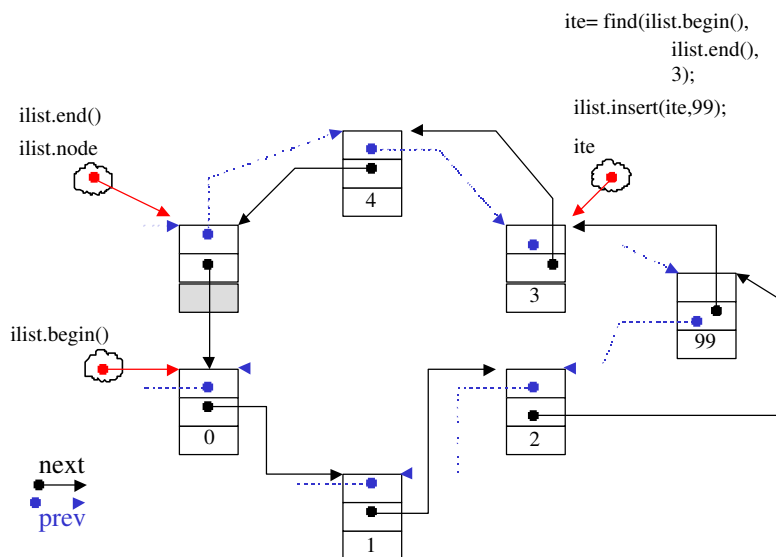 ite= find(ilist.begin(),
ilist.end(),
3);
ilist.insert(ite,99);
ite
ilist.end()
ilist.node
4
3
99
ilist.begin()
0
2
1
next
prev